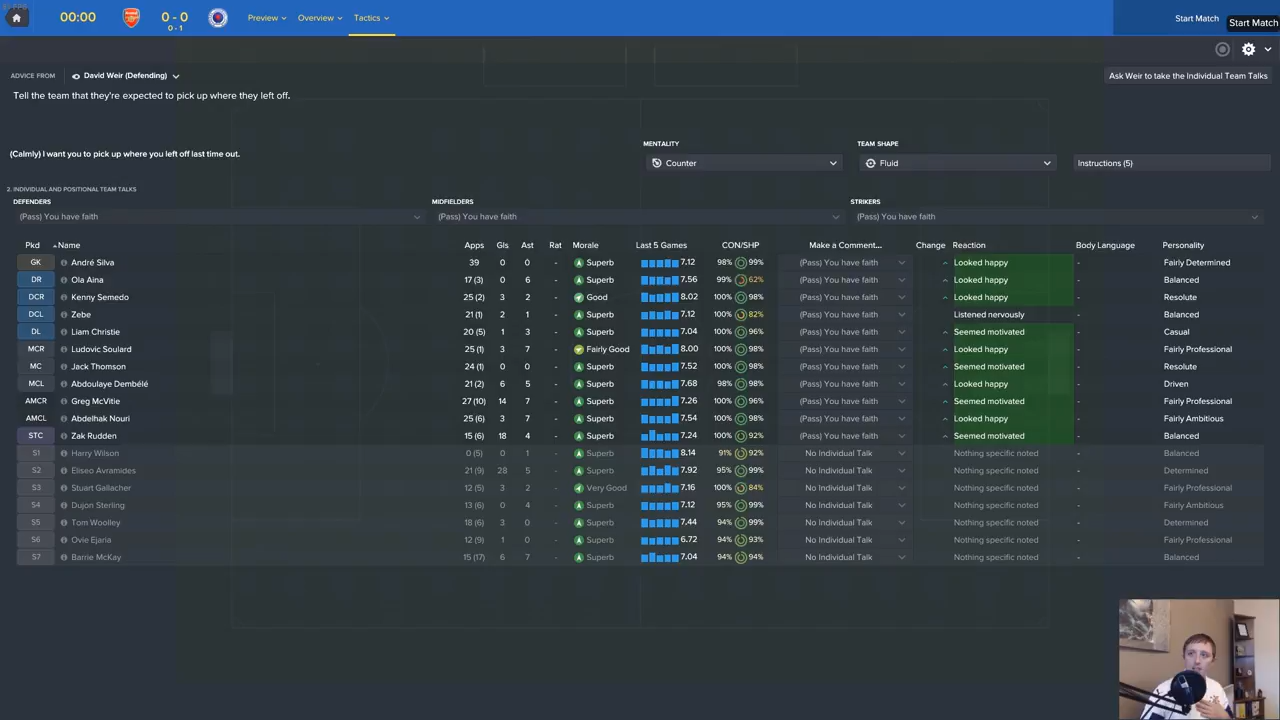 00:00 0 - 0 Preview Overview Tactics Start Match Start Match
0 - 1
ADVICE FROM David Weir (Defending) Ask Weir to take the Individual Team Talks
Tell the team that they're expected to pick up where they left off.
(Calmly) I want you to pick up where you left off last time out.
MENTALITY TEAM SHAPE
Counter Fluid Instructions (5)
2. INDIVIDUAL AND POSITIONAL TEAM TALKS
DEFENDERS MIDFIELDERS STRIKERS
(Pass) You have faith (Pass) You have faith (Pass) You have faith
Pkd Name Apps Gls Ast Rat Morale Last 5 Games CON/SHP Make a Comment... Change Reaction Body Language Personality
GK André Silva 39 0 0 - Superb 7.12 98% 99% (Pass) You have faith Looked happy - Fairly Determined
DR Ola Aina 17 (3) 0 6 - Superb 7.56 99% 62% (Pass) You have faith Looked happy - Balanced
DCR Kenny Semedo 25 (2) 3 2 - Good 8.02 100% 98% (Pass) You have faith Looked happy - Resolute
DCL Zebe 21 (1) 2 1 - Superb 7.12 100% 82% (Pass) You have faith Listened nervously - Balanced
DL Liam Christie 20 (5) 1 3 - Superb 7.04 100% 96% (Pass) You have faith Seemed motivated - Casual
MCR Ludovic Soulard 25 (1) 3 7 - Fairly Good 8.00 100% 98% (Pass) You have faith Looked happy - Fairly Professional
MC Jack Thomson 24 (1) 0 0 - Superb 7.52 100% 98% (Pass) You have faith Seemed motivated - Resolute
MCL Abdoulaye Dembélé 21 (2) 6 5 - Superb 7.68 98% 98% (Pass) You have faith Looked happy - Driven
AMCR Greg McVitie 27 (10) 14 7 - Superb 7.26 100% 96% (Pass) You have faith Seemed motivated - Fairly Professional
AMCL Abdelhak Nouri 25 (6) 3 7 - Superb 7.54 100% 98% (Pass) You have faith Looked happy - Fairly Ambitious
STC Zak Rudden 15 (6) 18 4 - Superb 7.24 100% 92% (Pass) You have faith Seemed motivated - Balanced
S1 Harry Wilson 0 (5) 0 1 - Superb 8.14 91% 92% No Individual Talk Nothing specific noted - Balanced
S2 Eliseo Avramides 21 (9) 28 5 - Superb 7.92 95% 99% No Individual Talk Nothing specific noted - Determined
S3 Stuart Gallacher 12 (5) 3 2 - Very Good 7.16 100% 84% No Individual Talk Nothing specific noted - Fairly Professional
S4 Dujon Sterling 13 (6) 0 4 - Superb 7.12 95% 99% No Individual Talk Nothing specific noted - Fairly Ambitious
S5 Tom Woolley 18 (6) 3 0 - Superb 7.44 94% 99% No Individual Talk Nothing specific noted - Determined
S6 Ovie Ejaria 12 (9) 1 0 - Superb 6.72 94% 93% No Individual Talk Nothing specific noted - Fairly Professional
S7 Barrie McKay 15 (17) 6 7 - Superb 7.04 94% 94% No Individual Talk Nothing specific noted - Balanced